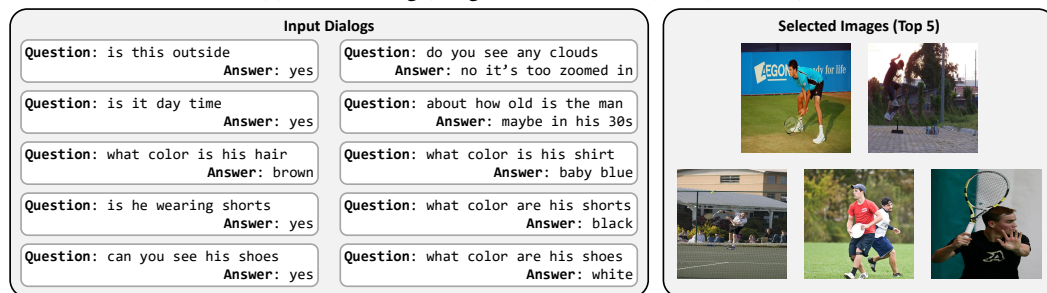 Input Dialogs
Question: is this outside
Answer: yes
Question: is it day time
Answer: yes
Question: what color is his hair
Answer: brown
Question: is he wearing shorts
Answer: yes
Question: can you see his shoes
Answer: yes
Question: do you see any clouds
Answer: no it's too zoomed in
Question: about how old is the man
Answer: maybe in his 30s
Question: what color is his shirt
Answer: baby blue
Question: what color are his shorts
Answer: black
Question: what color are his shoes
Answer: white
Selected Images (Top 5)
AEGON
ady for life